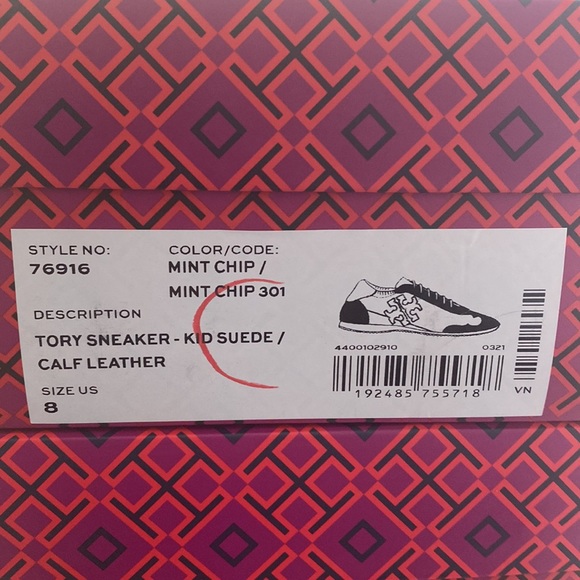 STYLE NO:
76916
COLOR/CODE:
MINT CHIP /
MINT CHIP 301
DESCRIPTION
TORY SNEAKER - KID SUEDE /
CALF LEATHER
SIZE US
8
4400102910 0321
192485 755718
VN